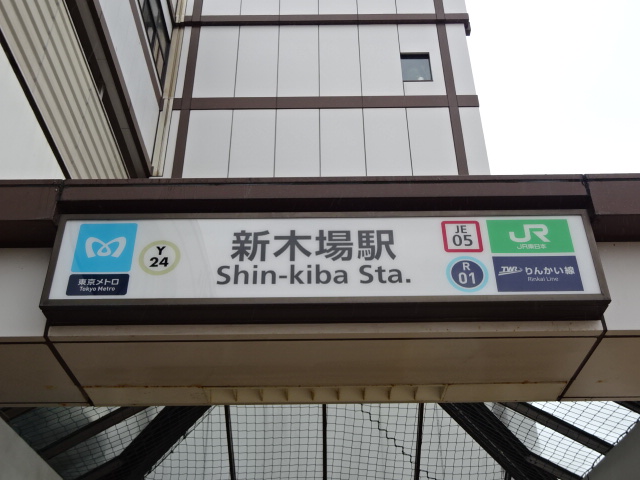 新木場駅
Shin-kiba Sta.
東京メトロ
Tokyo Metro
Y
24
JE
05
JR
JR東日本
R
01
TWR りんかい線
Rinkai Line